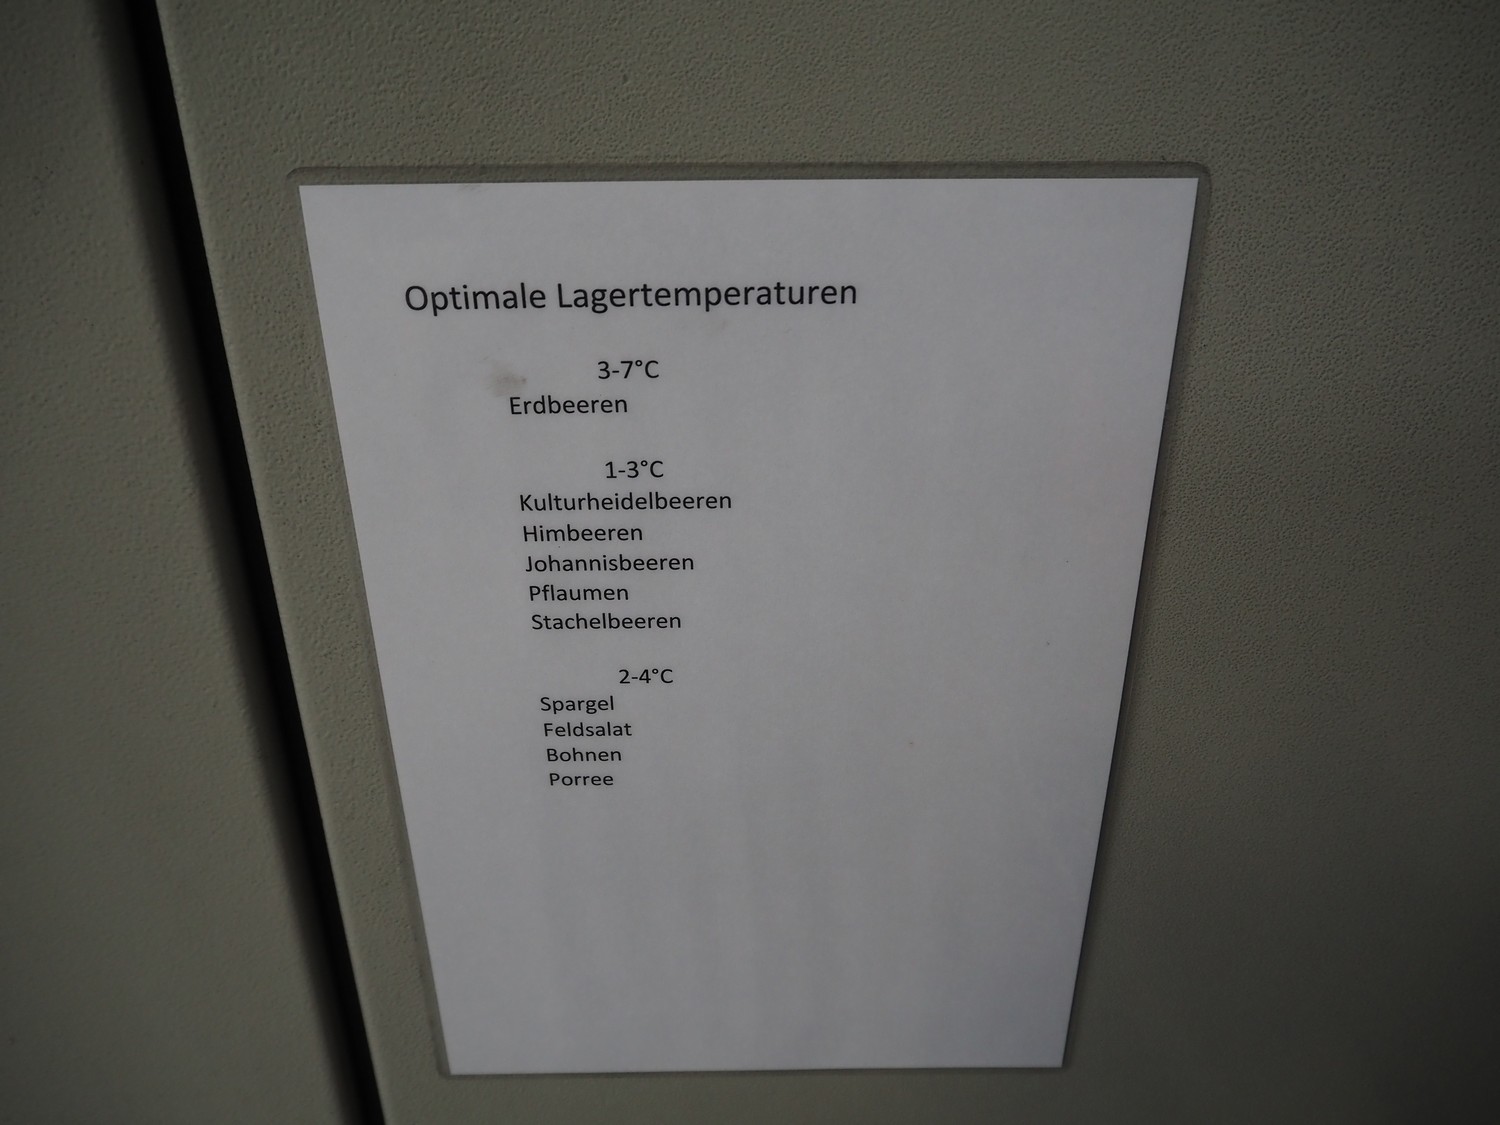 Optimale Lagertemperaturen
3-7°C
Erdbeeren
1-3°C
Kulturheidelbeeren
Himbeeren
Johannisbeeren
Pflaumen
Stachelbeeren
2-4°C
Spargel
Feldsalat
Bohnen
Porree